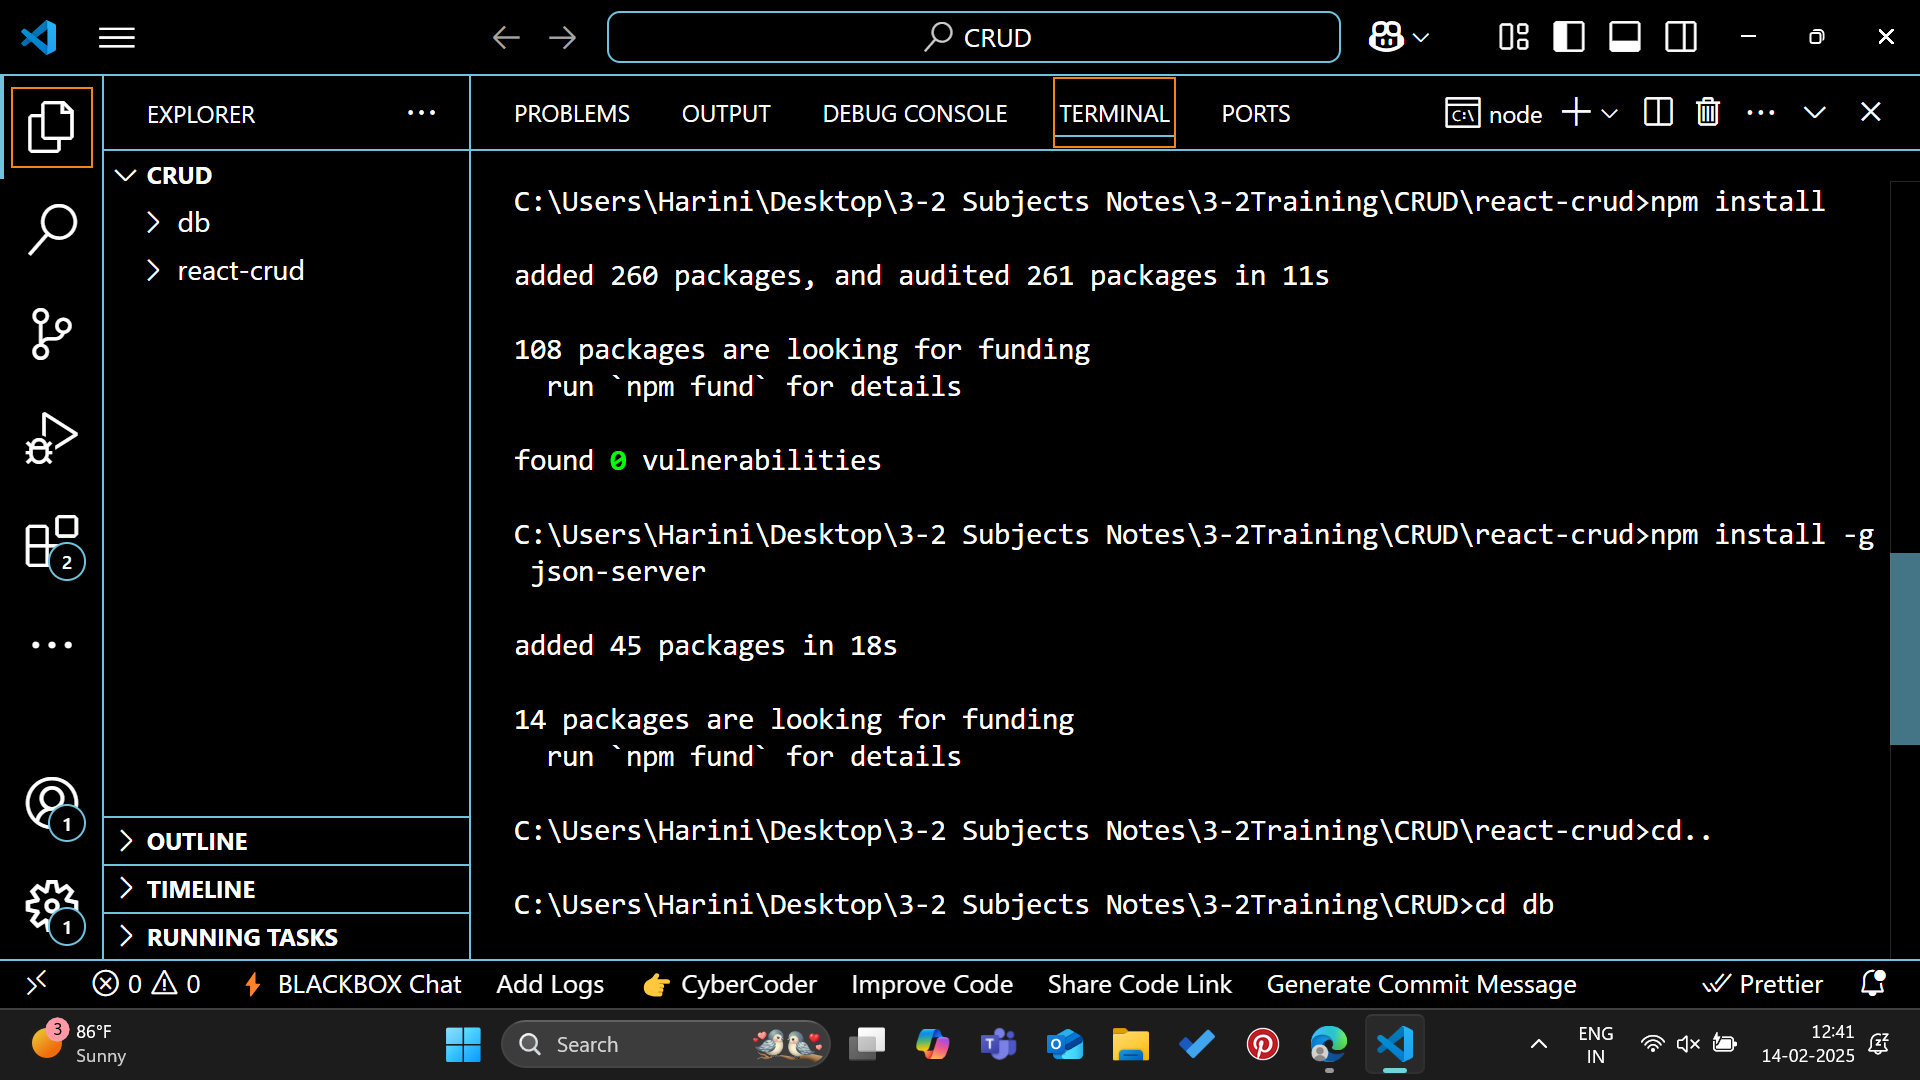 CRUD
EXPLORER
PROBLEMS OUTPUT DEBUG CONSOLE TERMINAL PORTS
node
CRUD
db
react-crud
C:\Users\Harini\Desktop\3-2 Subjects Notes\3-2Training\CRUD\react-crud>npm install
added 260 packages, and audited 261 packages in 11s
108 packages are looking for funding
run `npm fund` for details
found 0 vulnerabilities
C:\Users\Harini\Desktop\3-2 Subjects Notes\3-2Training\CRUD\react-crud>npm install -g
json-server
added 45 packages in 18s
14 packages are looking for funding
run `npm fund` for details
C:\Users\Harini\Desktop\3-2 Subjects Notes\3-2Training\CRUD\react-crud>cd..
C:\Users\Harini\Desktop\3-2 Subjects Notes\3-2Training\CRUD>cd db
2
1
1
OUTLINE
TIMELINE
RUNNING TASKS
0 0 BLACKBOX Chat Add Logs CyberCoder Improve Code Share Code Link Generate Commit Message Prettier
3
86°F
Sunny
Search
ENG
IN
12:41
14-02-2025